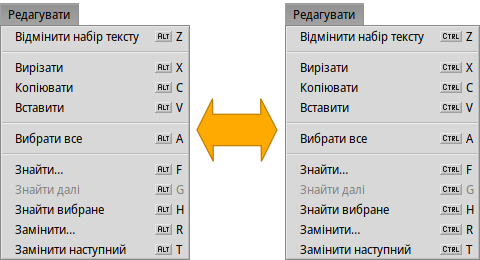 Редагувати
Відмінити набір тексту ALT Z
Вирізати ALT X
Копіювати ALT C
Вставити ALT V
Вибрати все ALT A
Знайти... ALT F
Знайти далі ALT G
Знайти вибране ALT H
Замінити... ALT R
Замінити наступний ALT T
Редагувати
Відмінити набір тексту CTRL Z
Вирізати CTRL X
Копіювати CTRL C
Вставити CTRL V
Вибрати все CTRL A
Знайти... CTRL F
Знайти далі CTRL G
Знайти вибране CTRL H
Замінити... CTRL R
Замінити наступний CTRL T